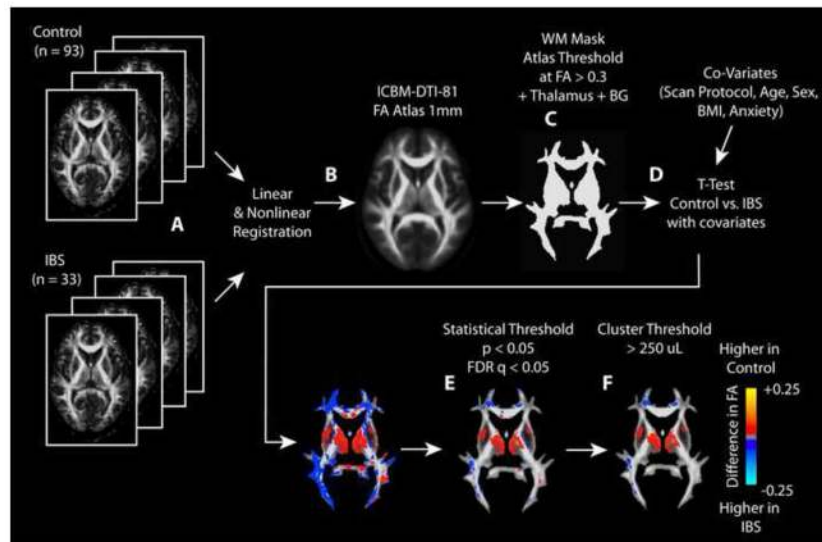 Control
(n = 93)
A
IBS
(n = 33)
Linear
& Nonlinear
Registration
B
ICBM-DTI-81
FA Atlas 1mm
WM Mask
Atlas Threshold
at FA > 0.3
+ Thalamus + BG
C
D
Co-Variates
(Scan Protocol, Age, Sex,
BMI, Anxiety)
T-Test
Control vs. IBS
with covariates
Statistical Threshold
p < 0.05
FDR q < 0.05
E
Cluster Threshold
> 250 uL
F
Higher in
Control
+0.25
Difference in FA
-0.25
Higher in
IBS